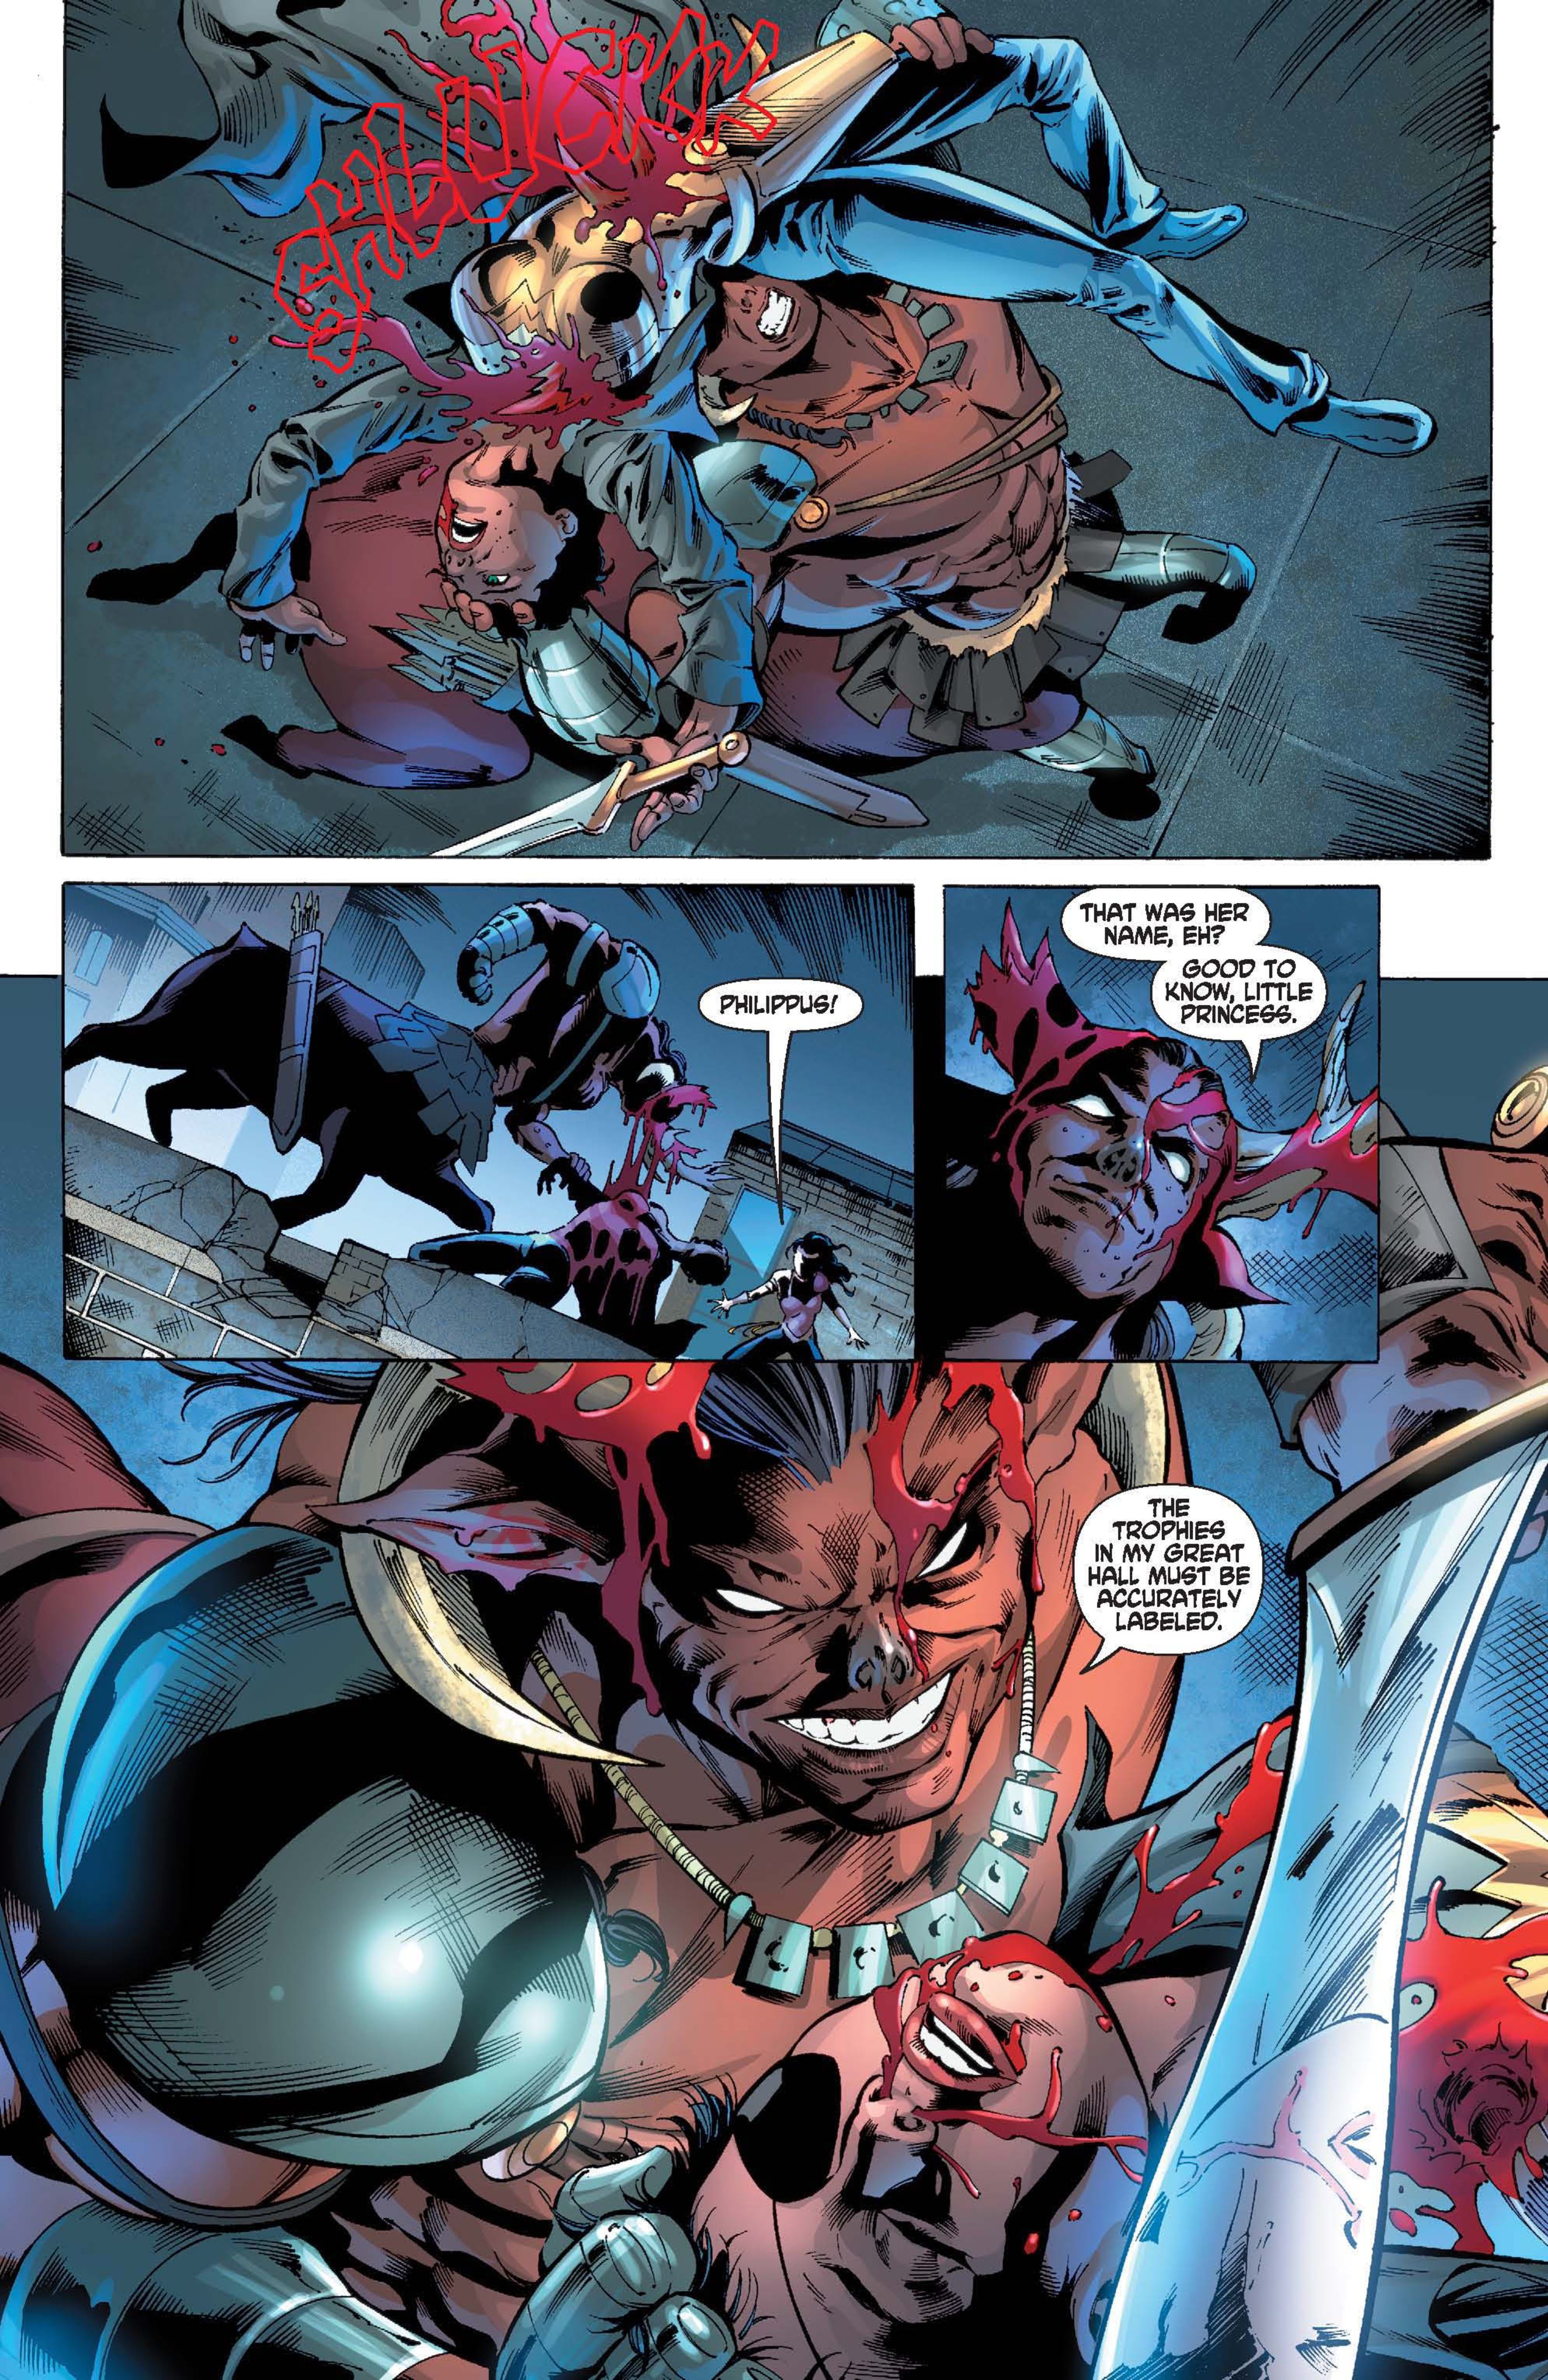 SHLUCKKK
PHILIPPUS!
THAT WAS HER
NAME, EH?
GOOD TO
KNOW, LITTLE
PRINCESS.
THE
TROPHIES
IN MY GREAT
HALL MUST BE
ACCURATELY
LABELED.